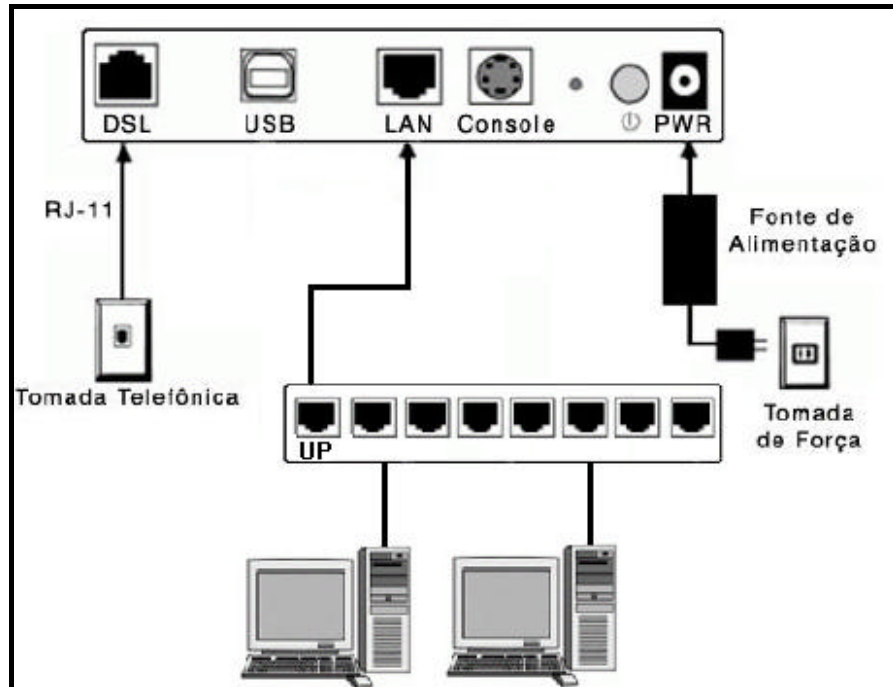 DSL
USB
LAN
Console
PWR
RJ-11
Fonte de
Alimentação
Tomada Telefônica
Tomada
de Força
UP